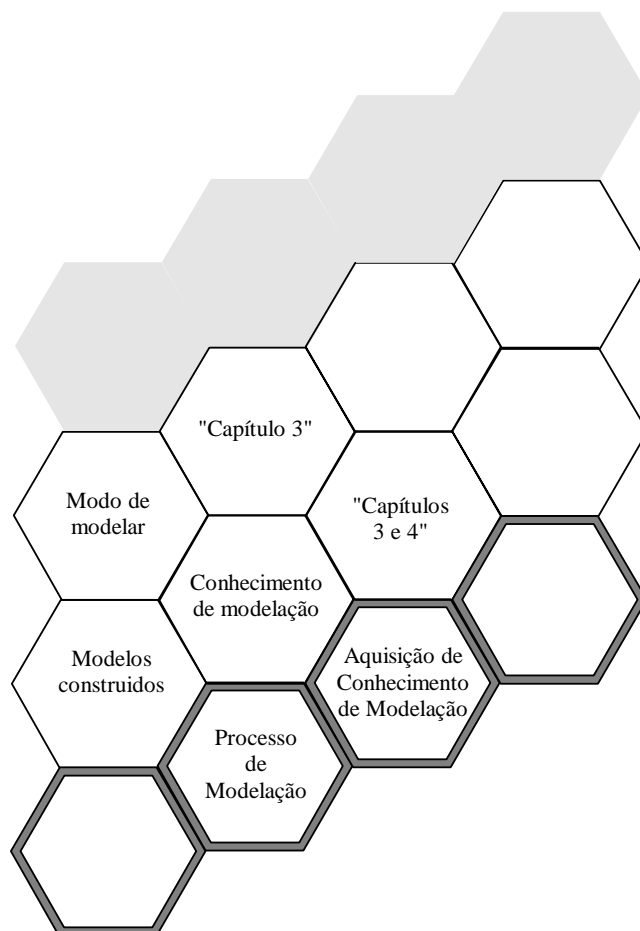 "Capítulo 3"
Modo de
modelar
"Capítulos
3 e 4"
Conhecimento
de modelação
Modelos
construidos
Aquisição de
Conhecimento
de Modelação
Processo
de
Modelação